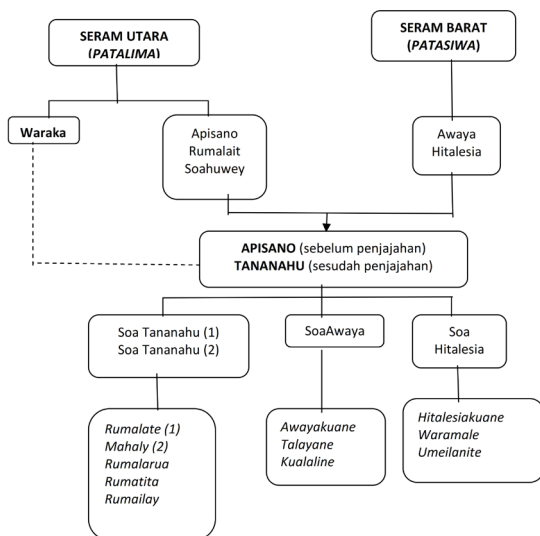 SERAM UTARA
(PATALIMA)
SERAM BARAT
(PATASIWA)
Waraka
Apisano
Rumalait
Soahuwey
Awaya
Hitalesia
APISANO (sebelum penjajahan)
TANANAHU (sesudah penjajahan)
Soa Tananahu (1)
Soa Tananahu (2)
SoaAwaya
Soa
Hitalesia
Rumalate (1)
Mahaly (2)
Rumalarua
Rumatita
Rumailay
Awayakuane
Talayane
Kualaline
Hitalesiakuane
Waramale
Umeilanite